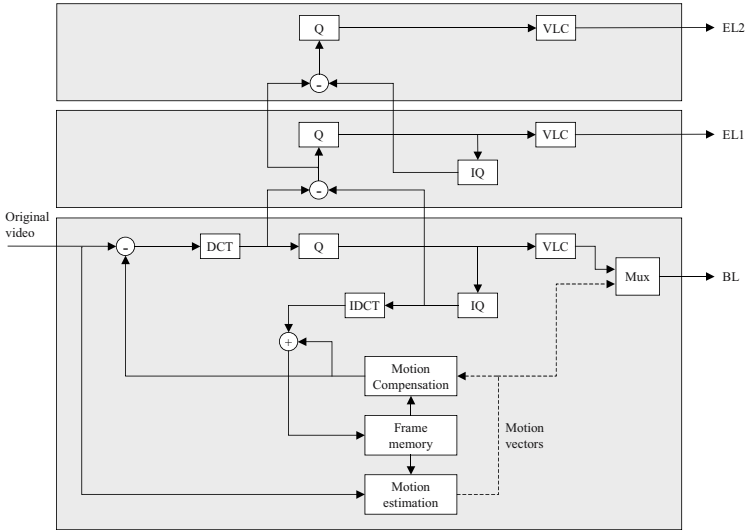 Q
VLC
EL2
-
Q
VLC
EL1
IQ
-
Original
video
-
DCT
Q
VLC
Mux
BL
IDCT
IQ
+
Motion
Compensation
Frame
memory
Motion
vectors
Motion
estimation